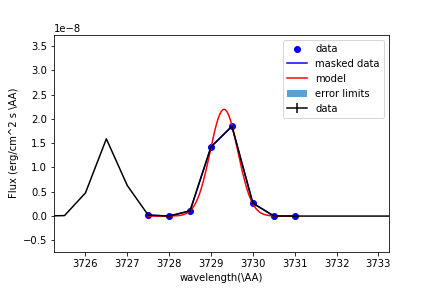 1e−8
3.5
3.0
2.5
2.0
1.5
1.0
0.5
0.0
−0.5
Flux (erg/cm^2 s \AA)
data
masked data
model
error limits
data
3726 3727 3728 3729 3730 3731 3732 3733
wavelength(\AA)